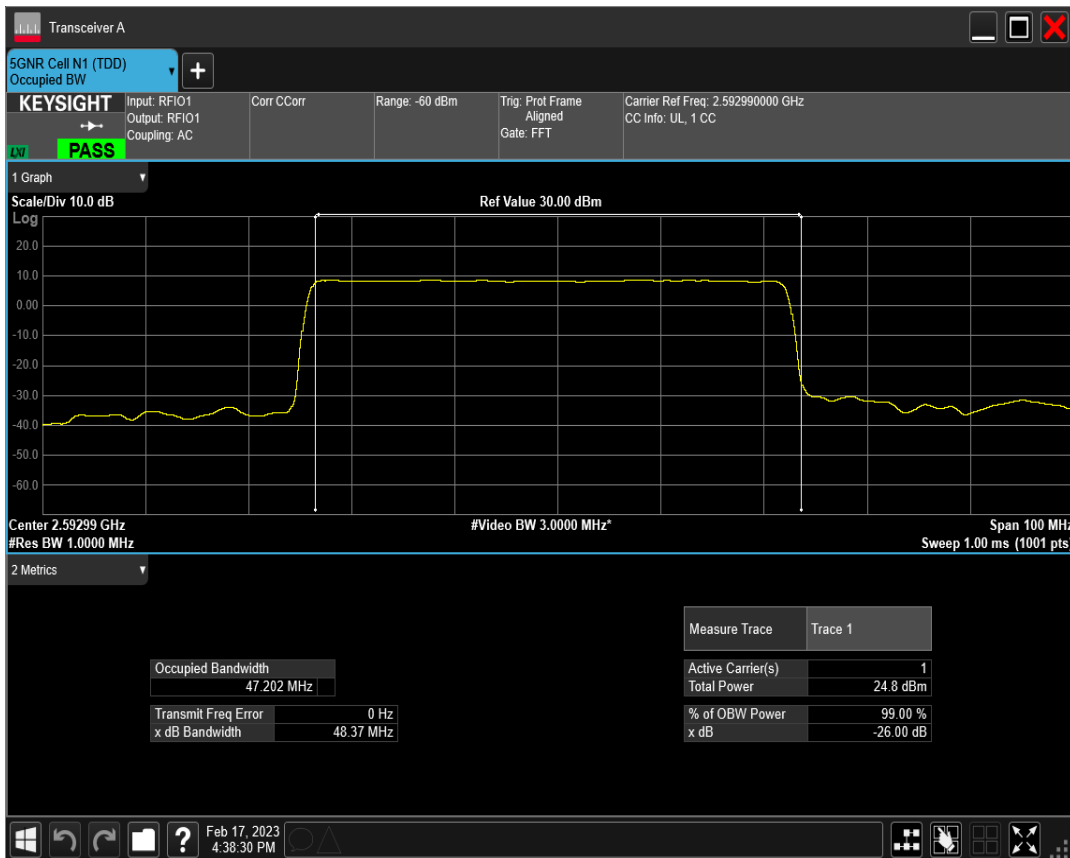 Transceiver A
5GNR Cell N1 (TDD)
Occupied BW
+
KEYSIGHT
LXI
PASS
Input: RFIO1
Output: RFIO1
Coupling: AC
Corr CCorr
Range: -60 dBm
Trig: Prot Frame
Aligned
Gate: FFT
Carrier Ref Freq: 2.592990000 GHz
CC Info: UL, 1 CC
1 Graph
Scale/Div 10.0 dB
Ref Value 30.00 dBm
Log
20.0
10.0
0.00
-10.0
-20.0
-30.0
-40.0
-50.0
-60.0
Center 2.59299 GHz
#Video BW 3.0000 MHz*
Span 100 MHz
#Res BW 1.0000 MHz
Sweep 1.00 ms (1001 pts)
2 Metrics
Measure Trace Trace 1
Occupied Bandwidth
47.202 MHz
Active Carrier(s) 1
Total Power 24.8 dBm
Transmit Freq Error 0 Hz
x dB Bandwidth 48.37 MHz
% of OBW Power 99.00 %
x dB -26.00 dB
?
Feb 17, 2023
4:38:30 PM